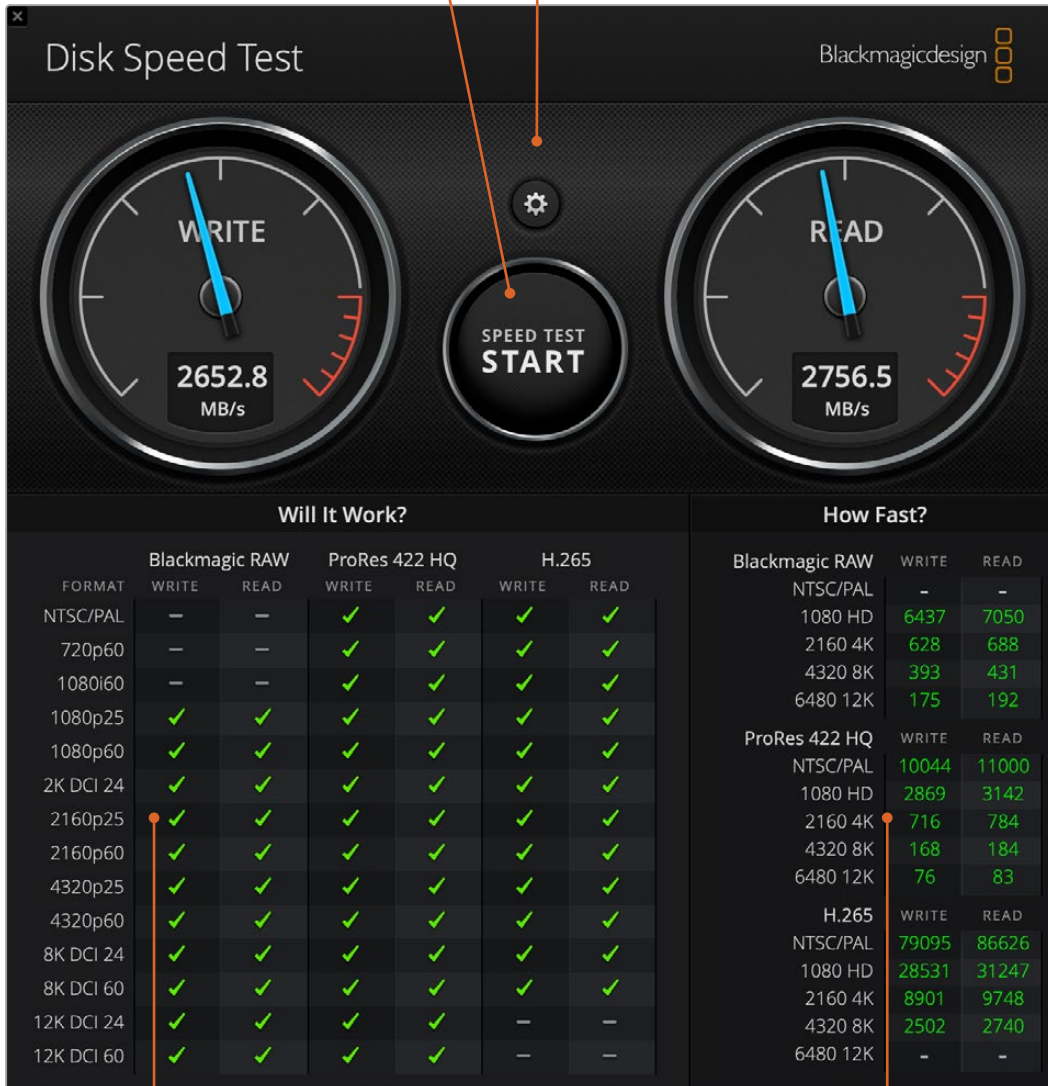 Disk Speed Test
Blackmagicdesign
WRITE
2652.8
MB/s
SPEED TEST
START
READ
2756.5
MB/s
Will It Work?
Blackmagic RAW ProRes 422 HQ H.265
FORMAT WRITE READ WRITE READ WRITE READ
NTSC/PAL – – ✓ ✓ ✓ ✓
720p60 – – ✓ ✓ ✓ ✓
1080i60 – – ✓ ✓ ✓ ✓
1080p25 ✓ ✓ ✓ ✓ ✓ ✓
1080p60 ✓ ✓ ✓ ✓ ✓ ✓
2K DCI 24 ✓ ✓ ✓ ✓ ✓ ✓
2160p25 ✓ ✓ ✓ ✓ ✓ ✓
2160p60 ✓ ✓ ✓ ✓ ✓ ✓
4320p25 ✓ ✓ ✓ ✓ ✓ ✓
4320p60 ✓ ✓ ✓ ✓ ✓ ✓
8K DCI 24 ✓ ✓ ✓ ✓ ✓ ✓
8K DCI 60 ✓ ✓ ✓ ✓ ✓ ✓
12K DCI 24 ✓ ✓ ✓ ✓ – –
12K DCI 60 ✓ ✓ ✓ ✓ – –
How Fast?
Blackmagic RAW WRITE READ
NTSC/PAL - -
1080 HD 6437 7050
2160 4K 628 688
4320 8K 393 431
6480 12K 175 192
ProRes 422 HQ WRITE READ
NTSC/PAL 10044 11000
1080 HD 2869 3142
2160 4K 716 784
4320 8K 168 184
6480 12K 76 83
H.265 WRITE READ
NTSC/PAL 79095 86626
1080 HD 28531 31247
2160 4K 8901 9748
4320 8K 2502 2740
6480 12K - -